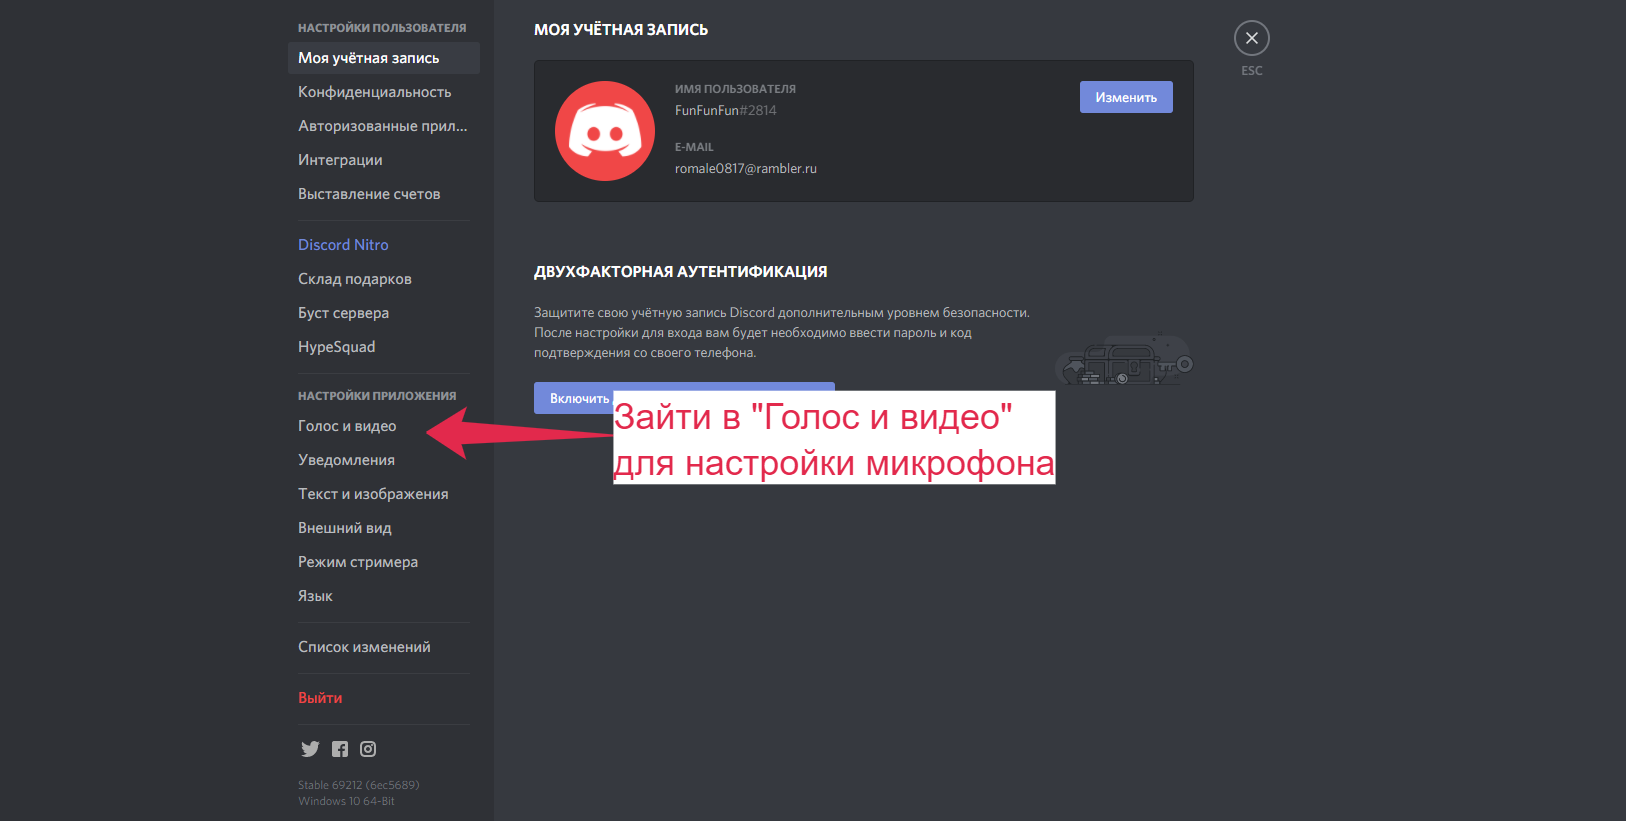 НАСТРОЙКИ ПОЛЬЗОВАТЕЛЯ
Моя учётная запись
Конфиденциальность
Авторизованные прил...
Интеграции
Выставление счетов
Discord Nitro
Склад подарков
Буст сервера
HypeSquad
НАСТРОЙКИ ПРИЛОЖЕНИЯ
Голос и видео
Уведомления
Текст и изображения
Внешний вид
Режим стримера
Язык
Список изменений
Выйти
Stable 69212 (6ec5689)
Windows 10 64-Bit
МОЯ УЧЁТНАЯ ЗАПИСЬ
ИМЯ ПОЛЬЗОВАТЕЛЯ
FunFunFun#2814
E-MAIL
romale0817@rambler.ru
Изменить
ESC
ДВУХФАКТОРНАЯ АУТЕНТИФИКАЦИЯ
Защитите свою учётную запись Discord дополнительным уровнем безопасности.
После настройки для входа вам будет необходимо ввести пароль и код
подтверждения со своего телефона.
Включить
Зайти в "Голос и видео"
для настройки микрофона